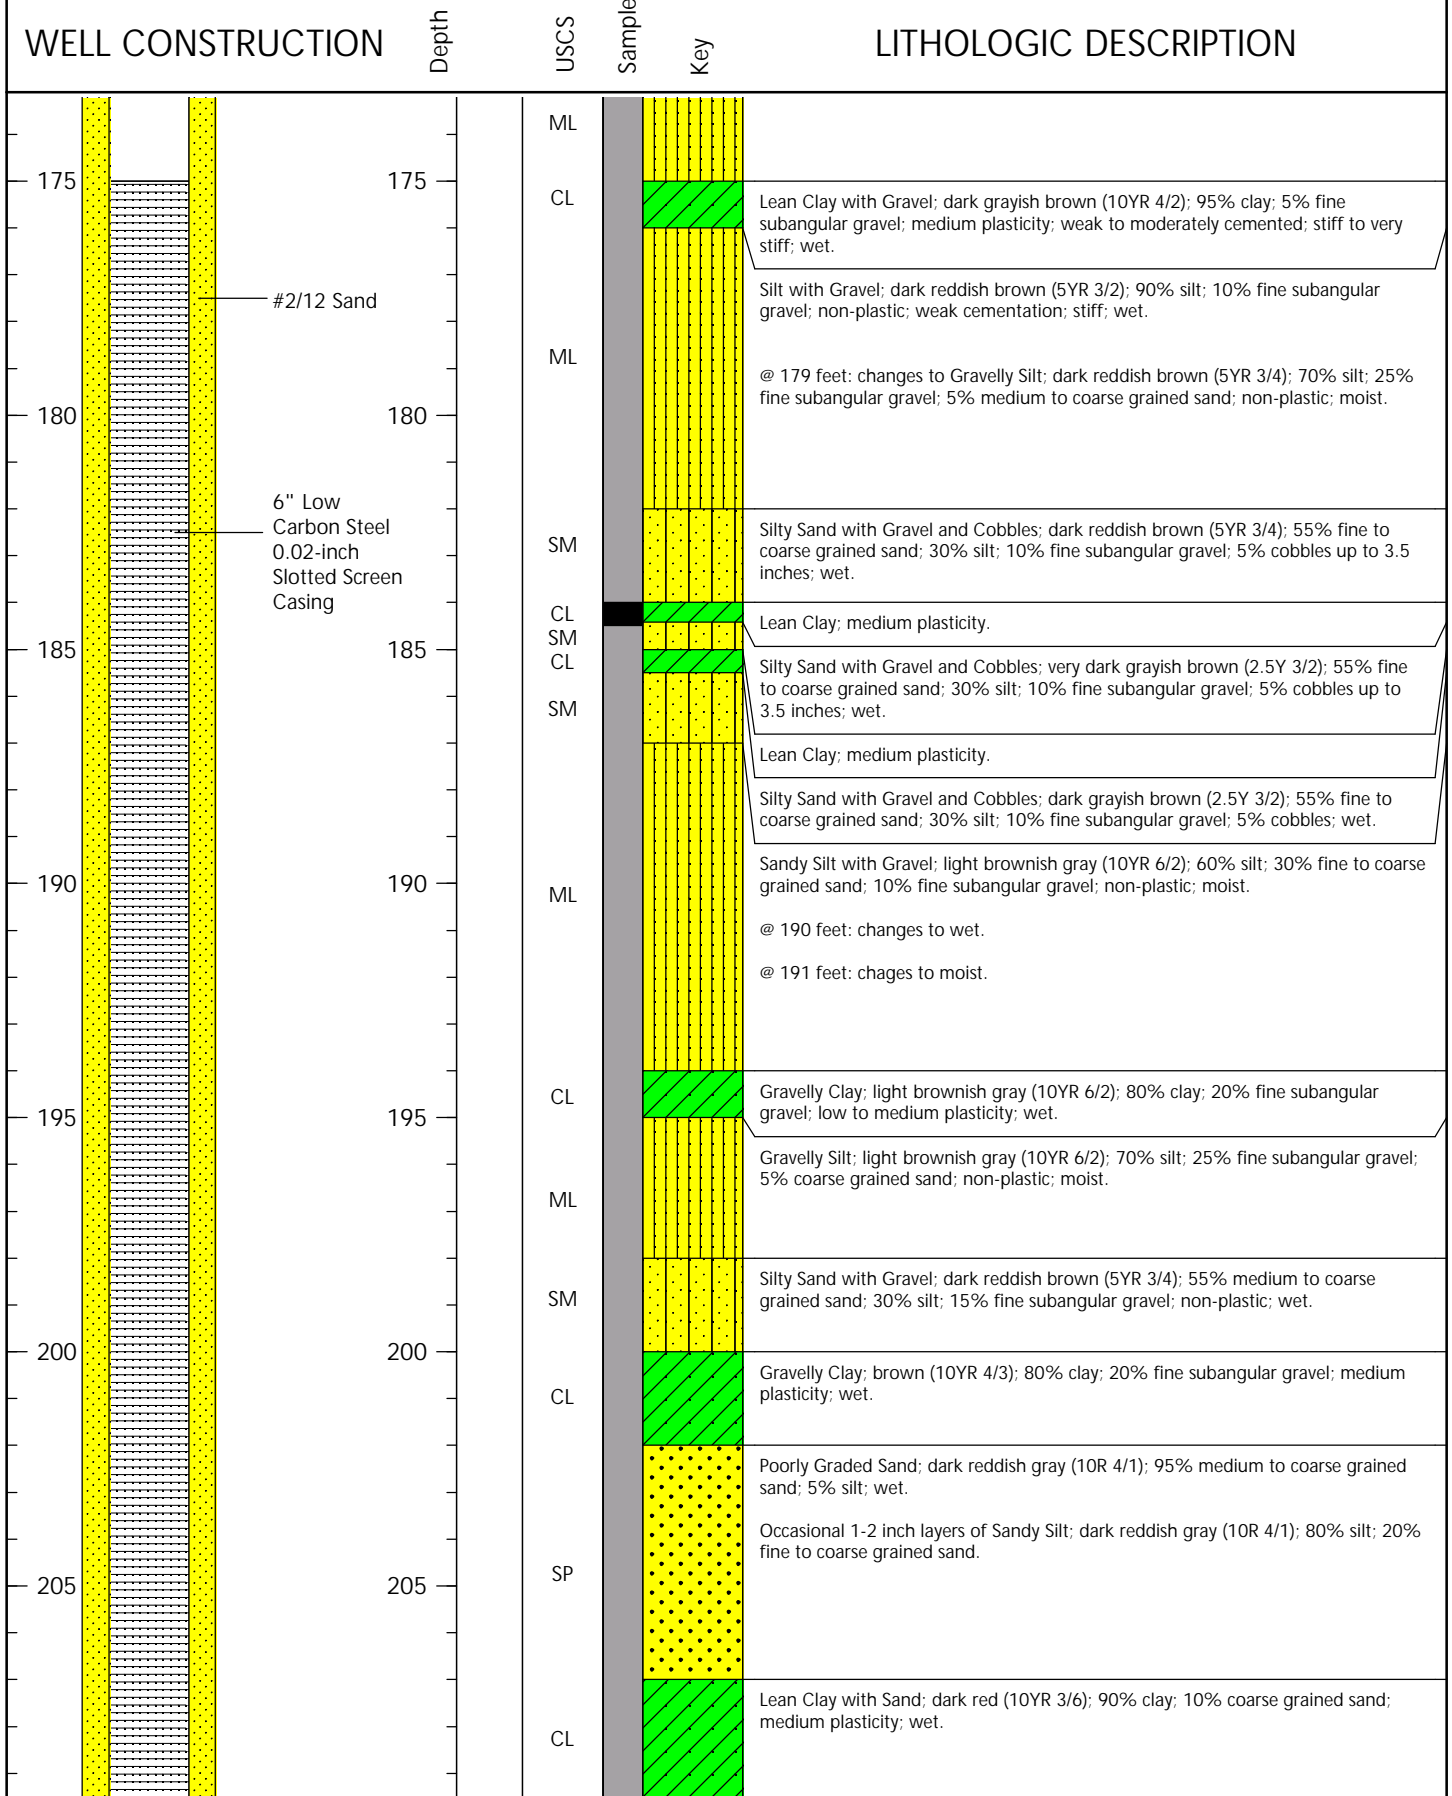 WELL CONSTRUCTION
Depth
USCS
Sample
Key
LITHOLOGIC DESCRIPTION
ML
175
175
CL
Lean Clay with Gravel; dark grayish brown (10YR 4/2); 95% clay; 5% fine
subangular gravel; medium plasticity; weak to moderately cemented; stiff to very
stiff; wet.
#2/12 Sand
Silt with Gravel; dark reddish brown (5YR 3/2); 90% silt; 10% fine subangular
gravel; non-plastic; weak cementation; stiff; wet.
ML
@ 179 feet: changes to Gravelly Silt; dark reddish brown (5YR 3/4); 70% silt; 25%
fine subangular gravel; 5% medium to coarse grained sand; non-plastic; moist.
180
180
6" Low
Carbon Steel
0.02-inch
Slotted Screen
Casing
SM
Silty Sand with Gravel and Cobbles; dark reddish brown (5YR 3/4); 55% fine to
coarse grained sand; 30% silt; 10% fine subangular gravel; 5% cobbles up to 3.5
inches; wet.
CL
Lean Clay; medium plasticity.
SM
185
185
CL
Silty Sand with Gravel and Cobbles; very dark grayish brown (2.5Y 3/2); 55% fine
to coarse grained sand; 30% silt; 10% fine subangular gravel; 5% cobbles up to
3.5 inches; wet.
SM
Lean Clay; medium plasticity.
Silty Sand with Gravel and Cobbles; dark grayish brown (2.5Y 3/2); 55% fine to
coarse grained sand; 30% silt; 10% fine subangular gravel; 5% cobbles; wet.
190
190
ML
Sandy Silt with Gravel; light brownish gray (10YR 6/2); 60% silt; 30% fine to coarse
grained sand; 10% fine subangular gravel; non-plastic; moist.
@ 190 feet: changes to wet.
@ 191 feet: chages to moist.
CL
Gravelly Clay; light brownish gray (10YR 6/2); 80% clay; 20% fine subangular
gravel; low to medium plasticity; wet.
195
195
Gravelly Silt; light brownish gray (10YR 6/2); 70% silt; 25% fine subangular gravel;
5% coarse grained sand; non-plastic; moist.
ML
SM
Silty Sand with Gravel; dark reddish brown (5YR 3/4); 55% medium to coarse
grained sand; 30% silt; 15% fine subangular gravel; non-plastic; wet.
200
200
CL
Gravelly Clay; brown (10YR 4/3); 80% clay; 20% fine subangular gravel; medium
plasticity; wet.
Poorly Graded Sand; dark reddish gray (10R 4/1); 95% medium to coarse grained
sand; 5% silt; wet.
Occasional 1-2 inch layers of Sandy Silt; dark reddish gray (10R 4/1); 80% silt; 20%
fine to coarse grained sand.
SP
205
205
Lean Clay with Sand; dark red (10YR 3/6); 90% clay; 10% coarse grained sand;
medium plasticity; wet.
CL